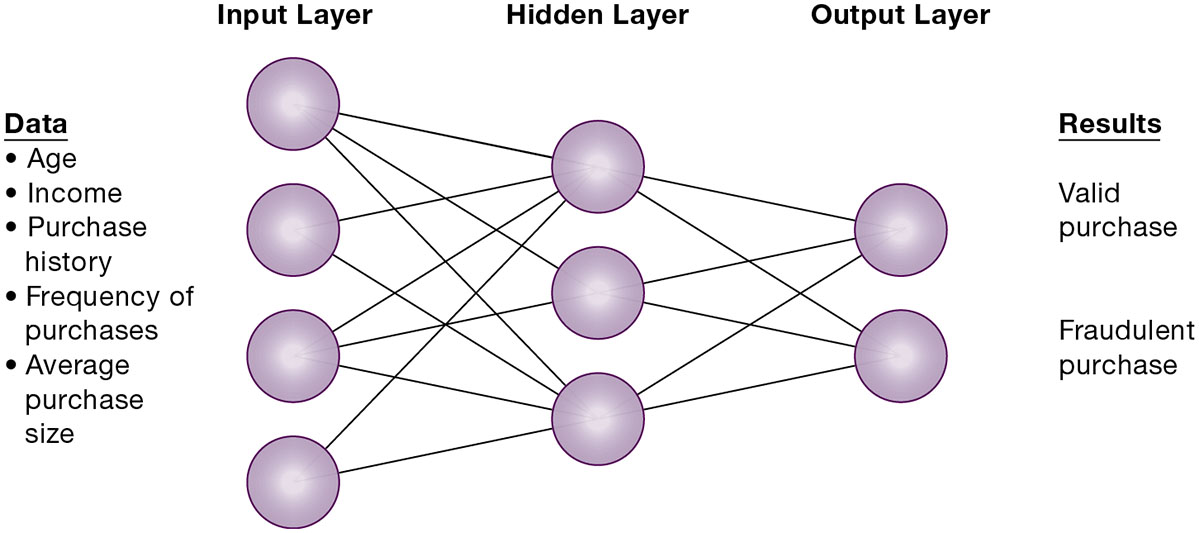 Input Layer
Hidden Layer
Output Layer
Data
• Age
• Income
• Purchase
history
• Frequency of
purchases
• Average
purchase
size
Results
Valid
purchase
Fraudulent
purchase